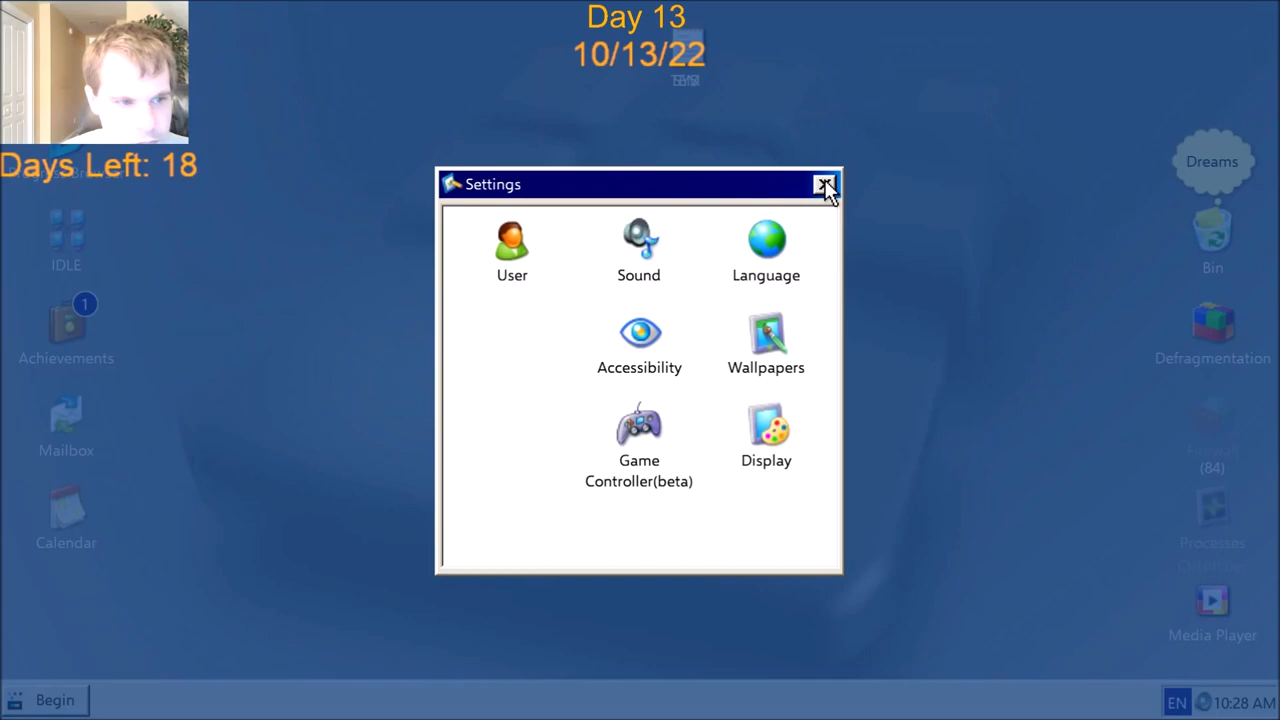 Day 13
10/13/22
Days Left: 18
Settings
User
Sound
Language
Accessibility
Wallpapers
Game
Controller(beta)
Display
IDLE
1
Achievements
Mailbox
Calendar
Dreams
Bin
Defragmentation
Firewall
(84)
Processes
Media Player
Begin
EN
10:28 AM